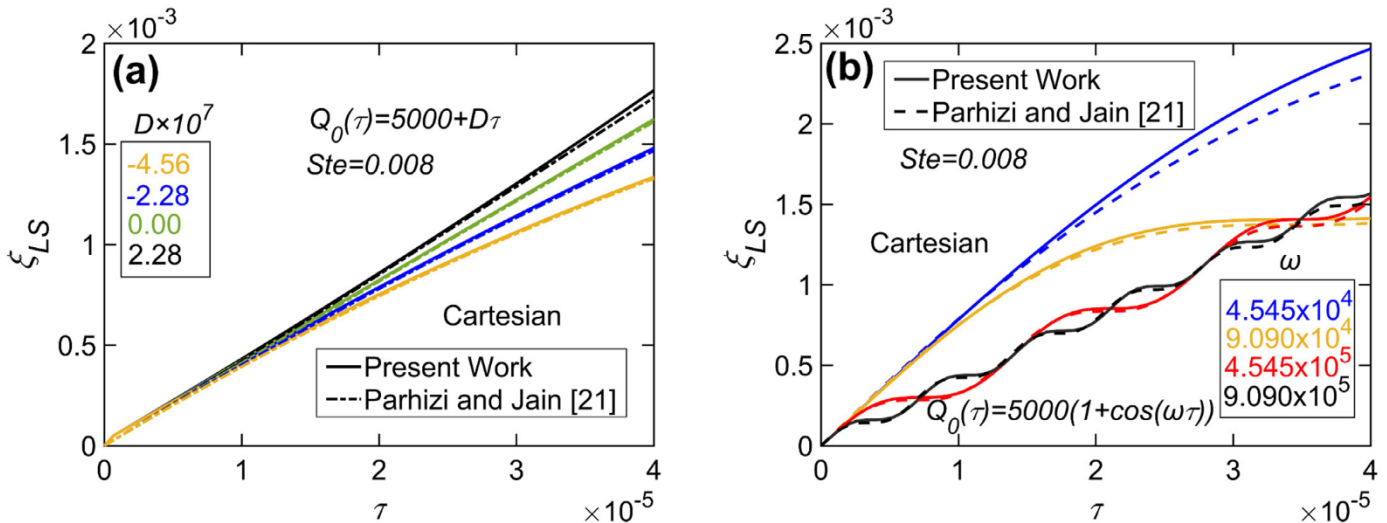 ×10⁻³
2
(a)
D×10⁷
-4.56
-2.28
0.00
2.28
Q₀(τ)=5000+Dτ
Ste=0.008
1.5
1
0.5
0
ξ_LS
Cartesian
Present Work
Parhizi and Jain [21]
0 1 2 3 4
τ ×10⁻⁵
×10⁻³
2.5
(b)
Present Work
Parhizi and Jain [21]
Ste=0.008
2
1.5
1
0.5
0
ξ_LS
Cartesian
ω
4.545x10⁴
9.090x10⁴
4.545x10⁵
9.090x10⁵
Q₀(τ)=5000(1+cos(ωτ))
0 1 2 3 4
τ ×10⁻⁵